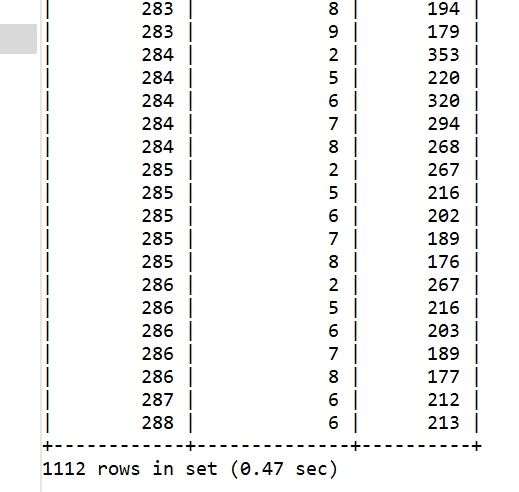 |        283 |             8 |      194 |
|        283 |             9 |      179 |
|        284 |             2 |      353 |
|        284 |             5 |      220 |
|        284 |             6 |      320 |
|        284 |             7 |      294 |
|        284 |             8 |      268 |
|        285 |             2 |      267 |
|        285 |             5 |      216 |
|        285 |             6 |      202 |
|        285 |             7 |      189 |
|        285 |             8 |      176 |
|        286 |             2 |      267 |
|        286 |             5 |      216 |
|        286 |             6 |      203 |
|        286 |             7 |      189 |
|        286 |             8 |      177 |
|        287 |             6 |      212 |
|        288 |             6 |      213 |
+------------+---------------+----------+
1112 rows in set (0.47 sec)